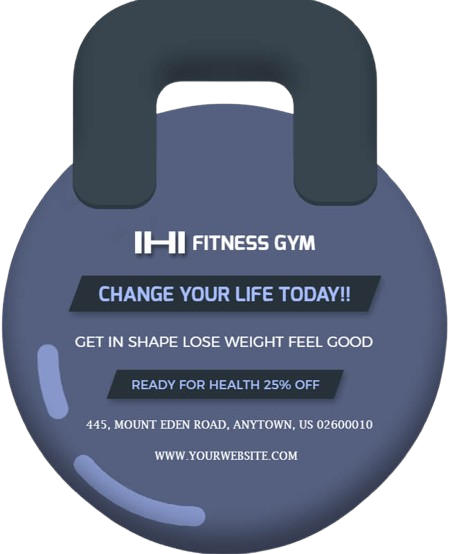 FITNESS GYM
CHANGE YOUR LIFE TODAY!!
GET IN SHAPE LOSE WEIGHT FEEL GOOD
READY FOR HEALTH 25% OFF
445, MOUNT EDEN ROAD, ANYTOWN, US 02600010
WWW.YOURWEBSITE.COM